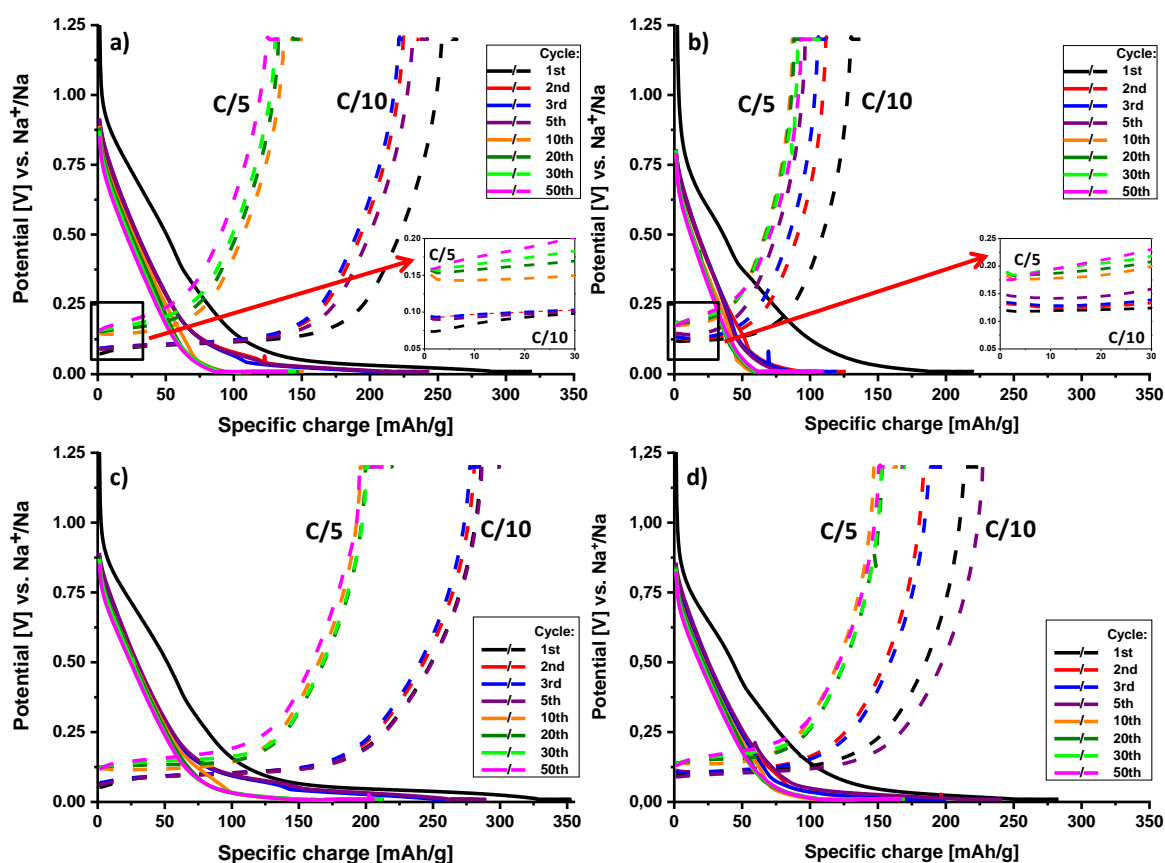 a)
Potential [V] vs. Na⁺/Na
1.25
1.00
0.75
0.50
0.25
0.00
0 50 100 150 200 250 300 350
Specific charge [mAh/g]
C/5
C/10
Cycle:
1st
2nd
3rd
5th
10th
20th
30th
50th
0.20
0.15
0.10
0.05
0 10 20 30
C/5
C/10
b)
Potential [V] vs. Na⁺/Na
1.25
1.00
0.75
0.50
0.25
0.00
0 50 100 150 200 250 300 350
Specific charge [mAh/g]
C/5
C/10
Cycle:
1st
2nd
3rd
5th
10th
20th
30th
50th
0.25
0.20
0.15
0.10
0.05
0 10 20 30
C/5
C/10
c)
Potential [V] vs. Na⁺/Na
1.25
1,00
0,75
0,50
0,25
0,00
0 50 100 150 200 250 300 350
Specific charge [mAh/g]
C/5
C/10
Cycle:
1st
2nd
3rd
5th
10th
20th
30th
50th
d)
Potential [V] vs. Na⁺/Na
1.25
1,00
0,75
0,50
0,25
0,00
0 50 100 150 200 250 300 350
Specific charge [mAh/g]
C/5
C/10
Cycle:
1st
2nd
3rd
5th
10th
20th
30th
50th